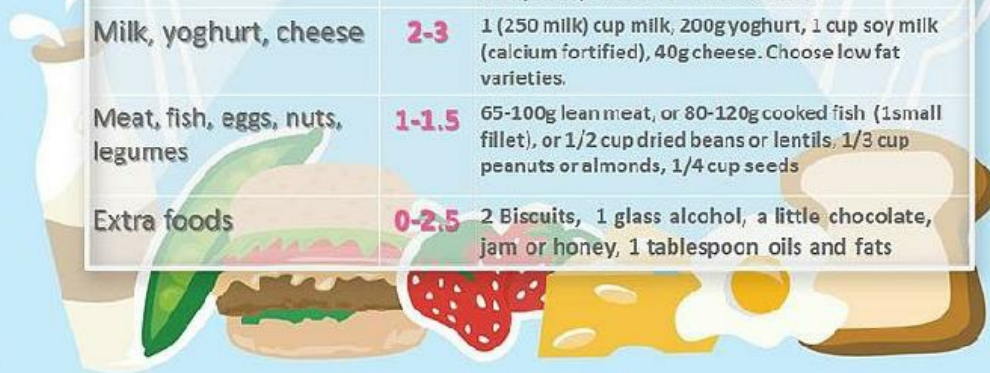 Milk, yoghurt, cheese
2-3
1 (250 milk) cup milk, 200g yoghurt, 1 cup soy milk
(calcium fortified), 40g cheese. Choose low fat
varieties.
Meat, fish, eggs, nuts,
legumes
1-1.5
65-100g lean meat, or 80-120g cooked fish (1small
fillet), or 1/2 cup dried beans or lentils, 1/3 cup
peanuts or almonds, 1/4 cup seeds
Extra foods
0-2.5
2 Biscuits, 1 glass alcohol, a little chocolate,
jam or honey, 1 tablespoon oils and fats